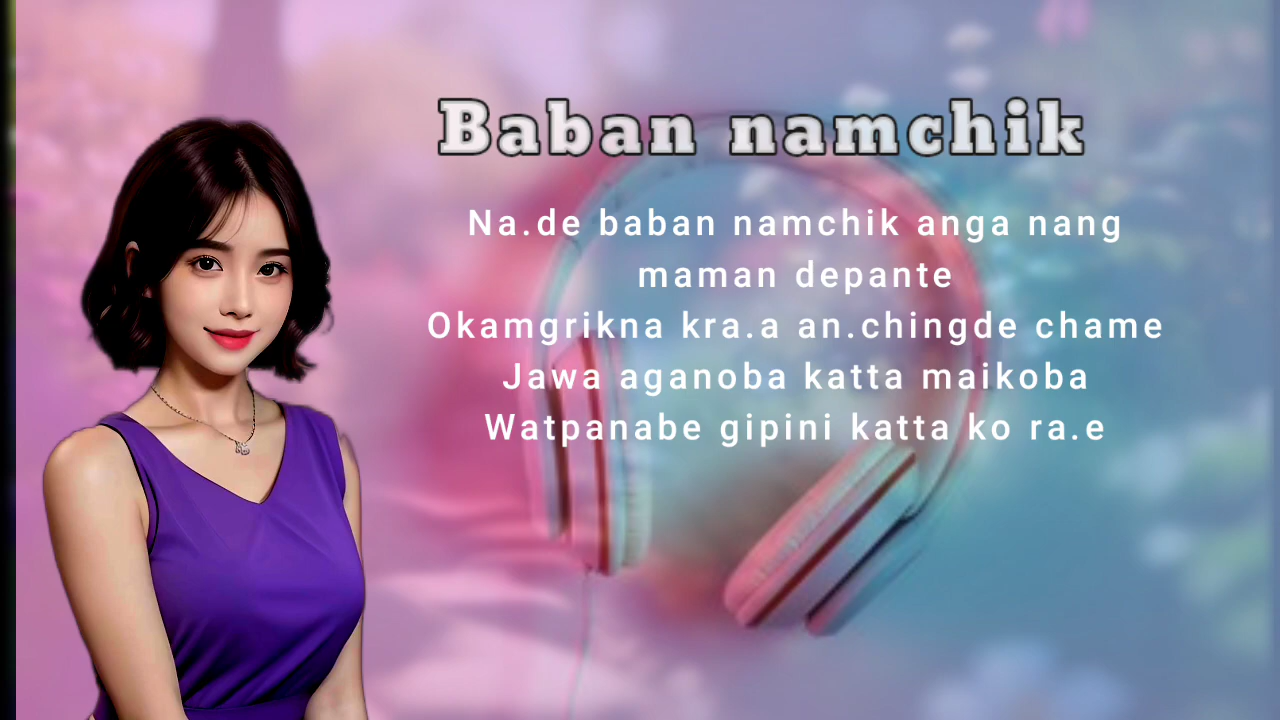 Baban namchik
Na.de baban namchik anga nang
maman depante
Okamgrikna kra.a an.chingde chame
Jawa aganoba katta maikoba
Watpanabe gipini katta ko ra.e